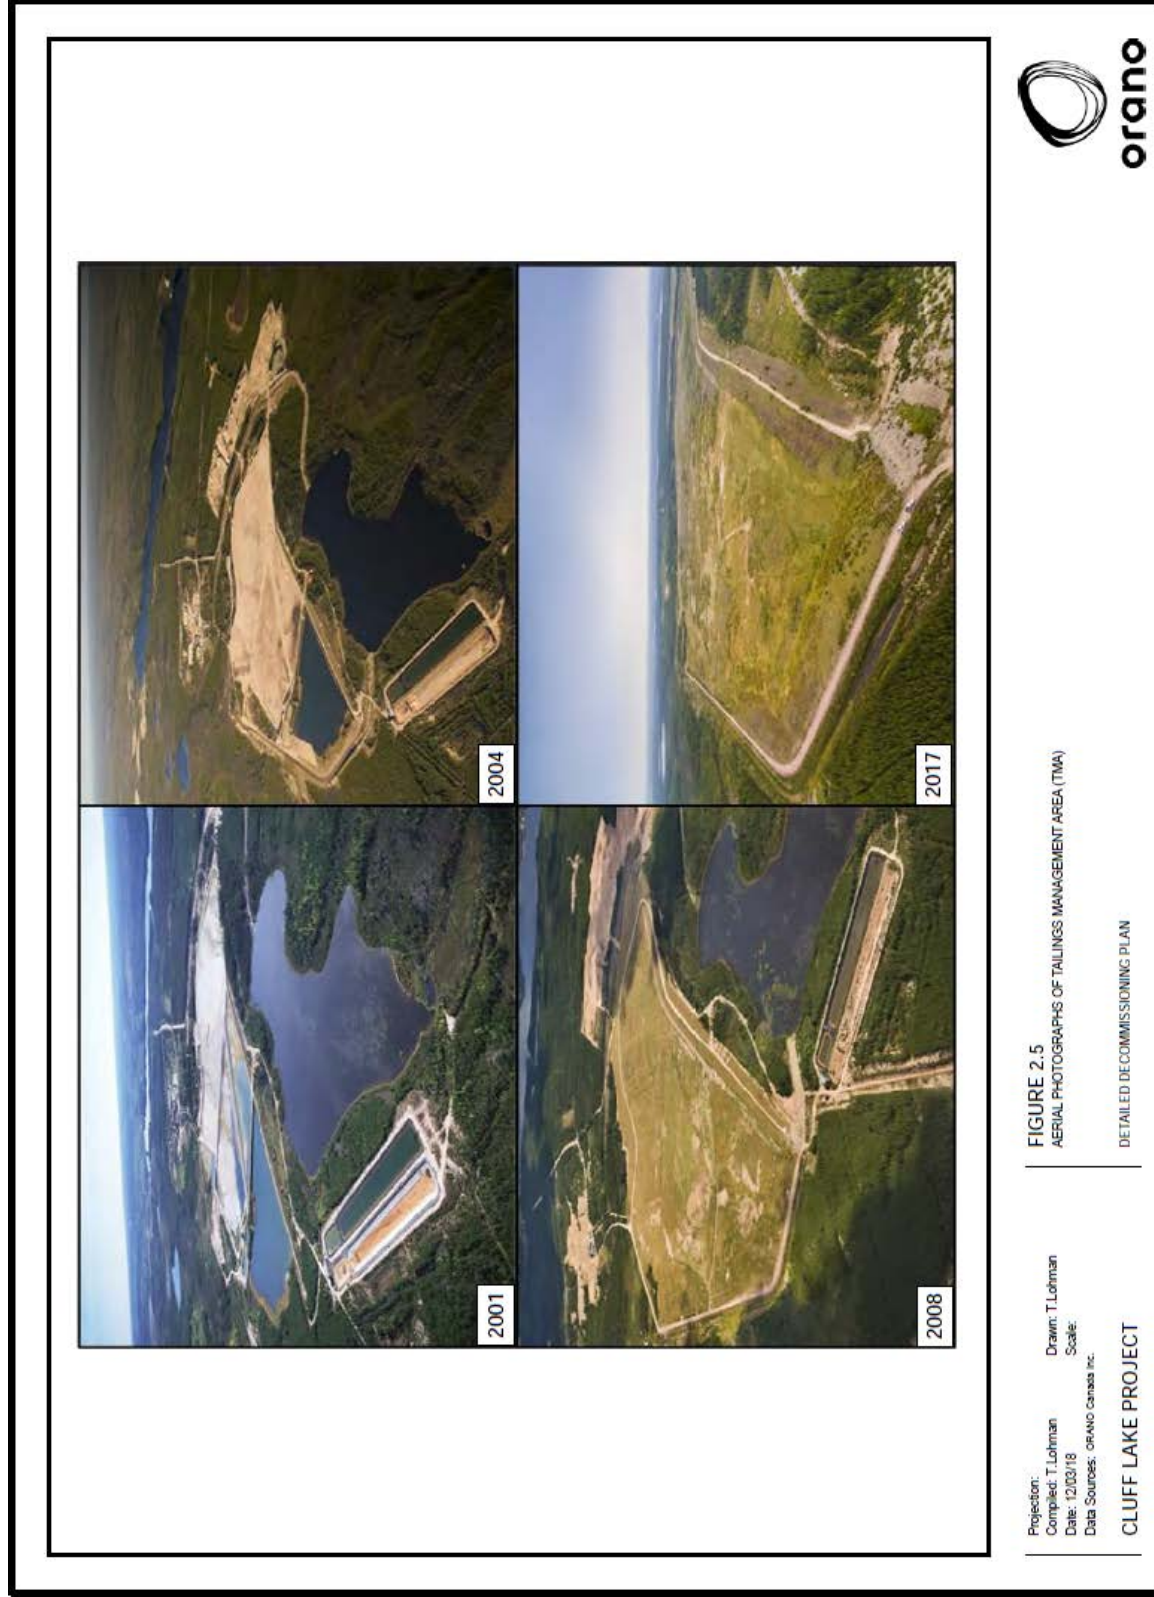 2001
2004
2008
2017
Projection:
Compiled: T.Lohman
Drawn: T.Lohman
Date: 12/03/18
Scale:
Data Sources: ORANO Canada Inc.
CLUFF LAKE PROJECT
FIGURE 2.5
AERIAL PHOTOGRAPHS OF TAILINGS MANAGEMENT AREA (TMA)
DETAILED DECOMMISSIONING PLAN
orano